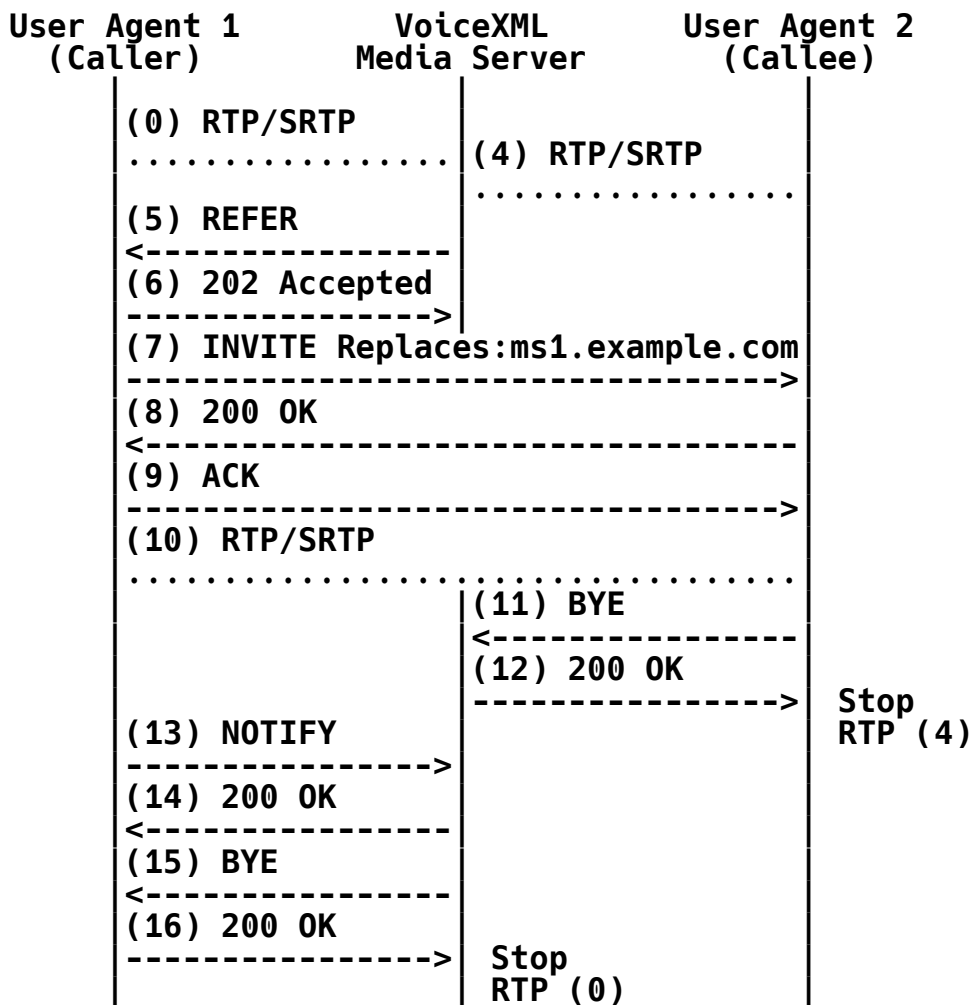 User Agent 1 VoiceXML User Agent 2
(Caller) Media Server (Callee)
(0) RTP/SRTP
(4) RTP/SRTP
(5) REFER
(6) 202 Accepted
(7) INVITE Replaces:ms1.example.com
(8) 200 OK
(9) ACK
(10) RTP/SRTP
(11) BYE
(12) 200 OK
Stop
(13) NOTIFY RTP (4)
(14) 200 OK
(15) BYE
(16) 200 OK
Stop
RTP (0)